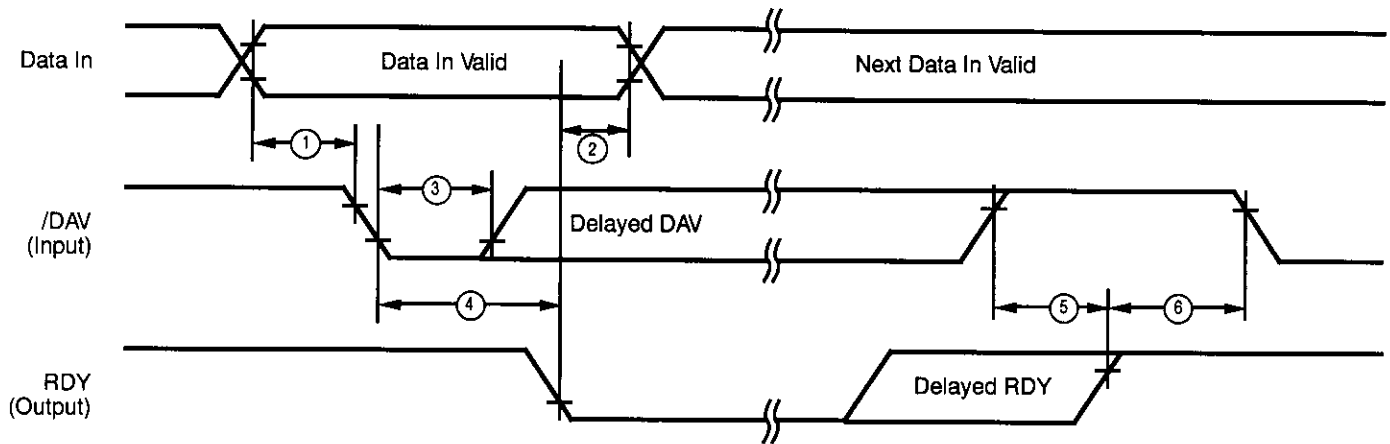 Data In
Data In Valid
Next Data In Valid
1
2
3
/DAV
(Input)
Delayed DAV
4
5
6
RDY
(Output)
Delayed RDY